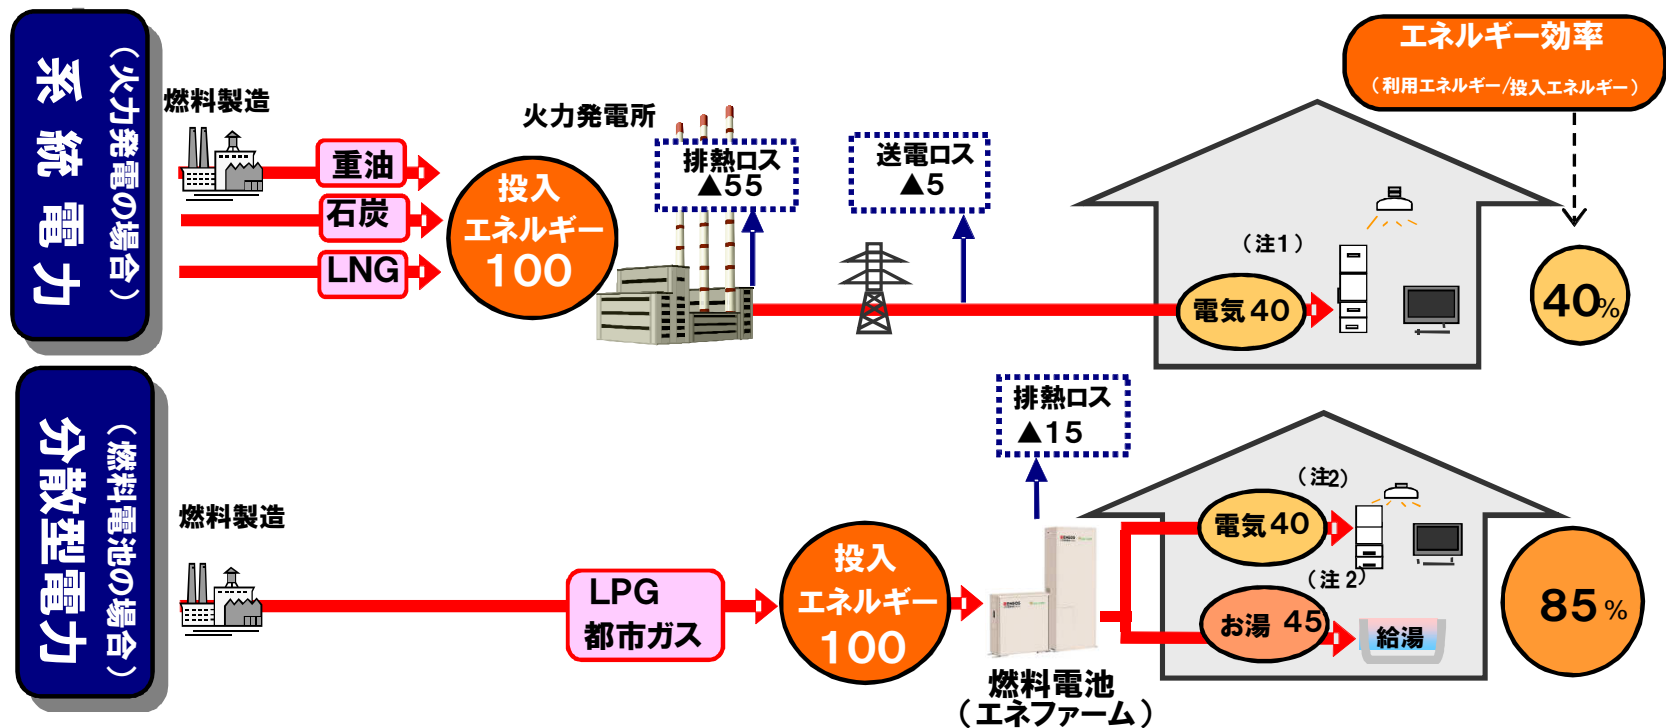 系統電力
（火力発電の場合）
燃料製造
重油
石炭
LNG
投入
エネルギー
100
火力発電所
排熱ロス
▲55
送電ロス
▲5
（注1）
電気40
エネルギー効率
（利用エネルギー/投入エネルギー）
40%
分散型電力
（燃料電池の場合）
燃料製造
LPG
都市ガス
投入
エネルギー
100
排熱ロス
▲15
燃料電池
（エネファーム）
（注2）
電気40
（注2）
お湯 45
給湯
85%